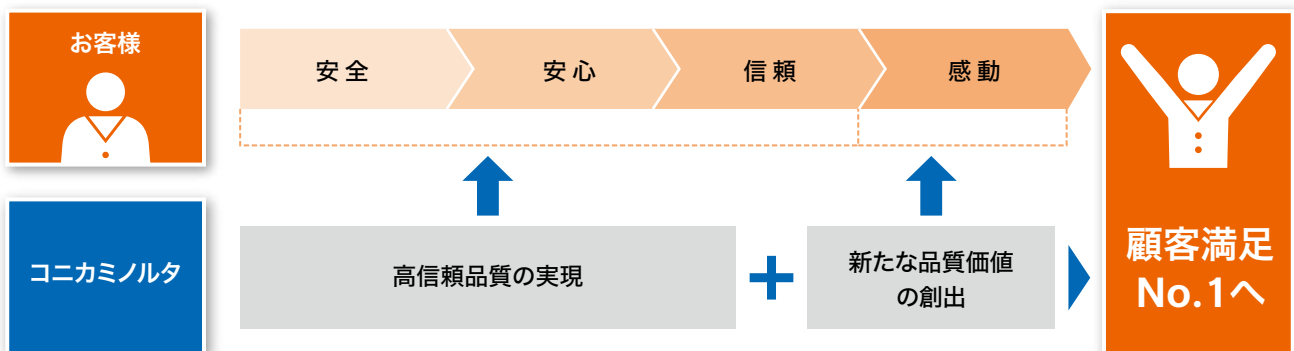 お客様
安全
安心
信頼
感動
コニカミノルタ
高信頼品質の実現
+
新たな品質価値
の創出
顧客満足
No.1へ